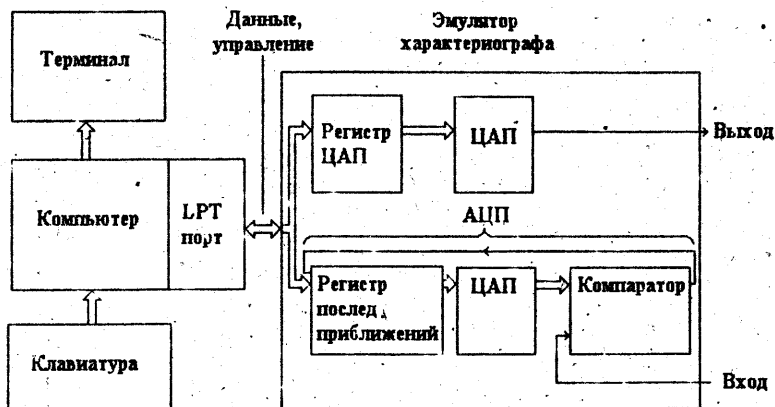 Данные,
управление
Эмулятор
характериографа
Терминал
Регистр
ЦАП
ЦАП
Выход
Компьютер
LPT
порт
АЦП
Регистр
послед.
приближений
ЦАП
Компаратор
Клавиатура
Вход